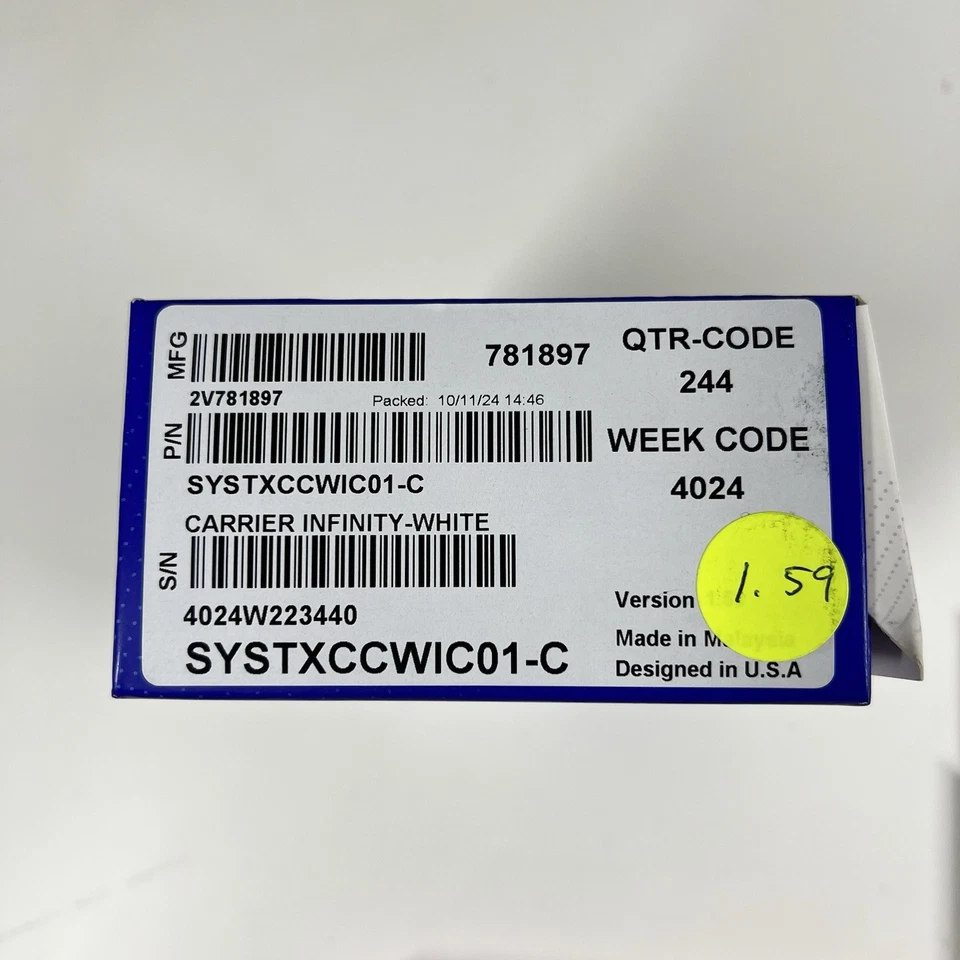 MFG
781897
QTR-CODE
244
2V781897
Packed: 10/11/24 14:46
P/N
WEEK CODE
4024
SYSTXCCWIC01-C
CARRIER INFINITY-WHITE
S/N
1.59
4024W223440
Version
SYSTXCCWIC01-C
Made in Malaysia
Designed in U.S.A